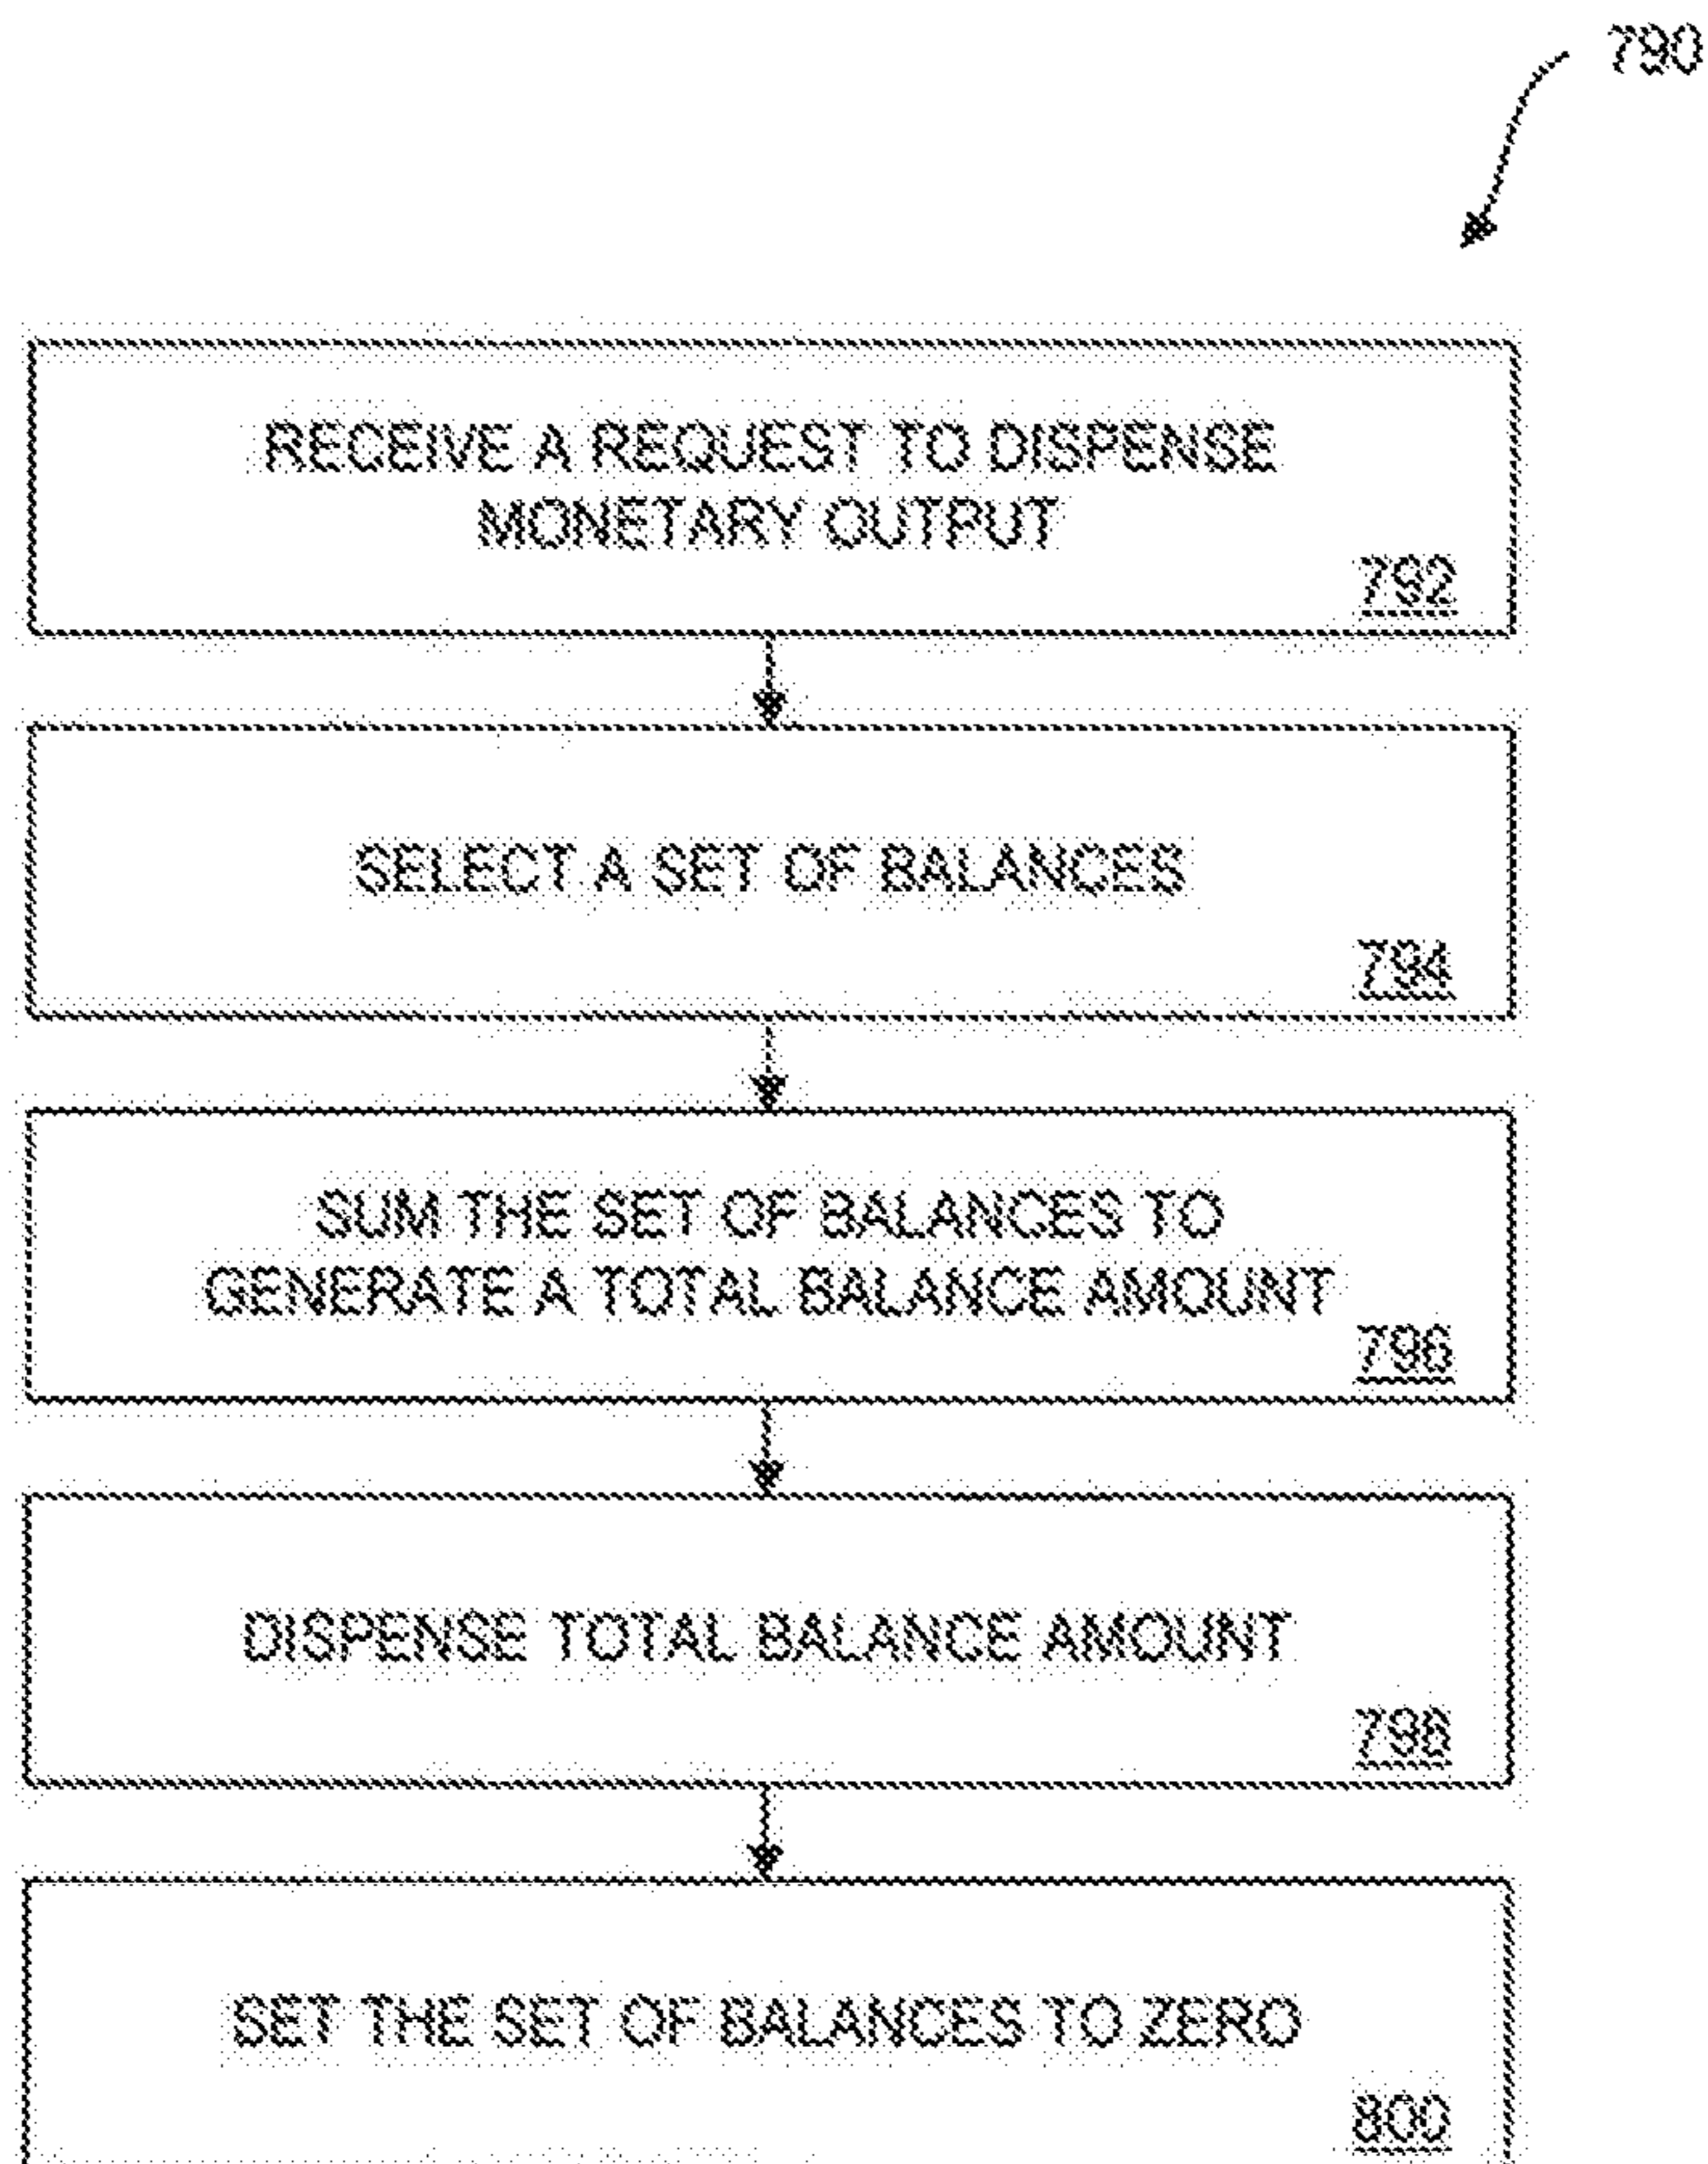 790
RECEIVE A REQUEST TO DISPENSE
MONETARY OUTPUT
792
SELECT A SET OF BALANCES
794
SUM THE SET OF BALANCES TO
GENERATE A TOTAL BALANCE AMOUNT
796
DISPENSE TOTAL BALANCE AMOUNT
798
SET THE SET OF BALANCES TO ZERO
800